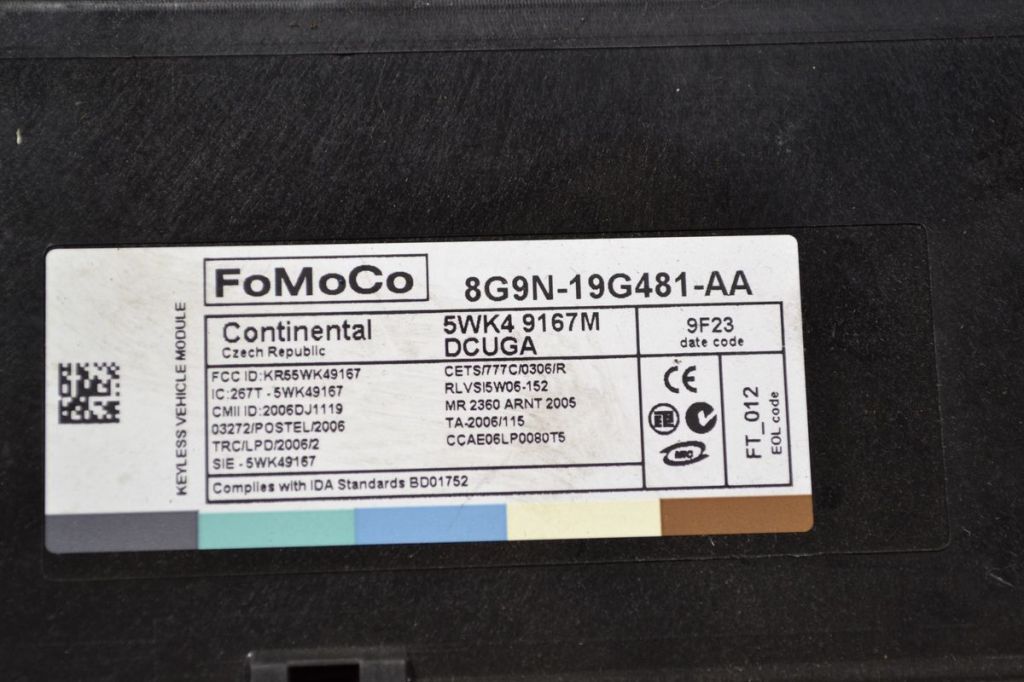 FoMoCo
8G9N-19G481-AA
Continental
Czech Republic
5WK4 9167M
DCUGA
9F23
date code
FCC ID:KR55WK49167
IC:267T - 5WK49167
CMII ID:2006DJ1119
03272/POSTEL/2006
TRC/LPD/2006/2
SIE - 5WK49167
CETS/777C/0306/R
RLVSI5W06-152
MR 2360 ARNT 2005
TA-2006/115
CCAE06LP0080T5
Complies with IDA Standards BD01752
CE
FT_012
EOL code
KEYLESS VEHICLE MODULE